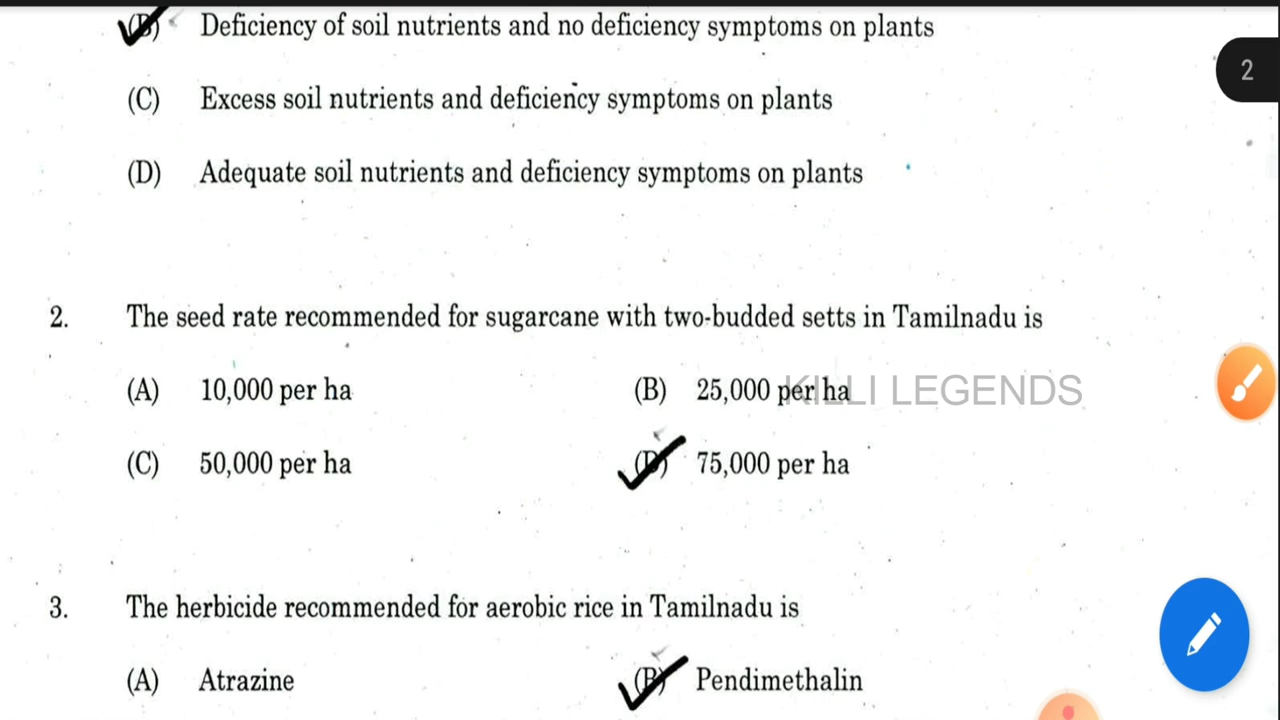 (B) Deficiency of soil nutrients and no deficiency symptoms on plants
2
(C) Excess soil nutrients and deficiency symptoms on plants
(D) Adequate soil nutrients and deficiency symptoms on plants
2. The seed rate recommended for sugarcane with two-budded setts in Tamilnadu is
(A) 10,000 per ha (B) 25,000 per ha
KILLI LEGENDS
(C) 50,000 per ha (D) 75,000 per ha
3. The herbicide recommended for aerobic rice in Tamilnadu is
(A) Atrazine (B) Pendimethalin